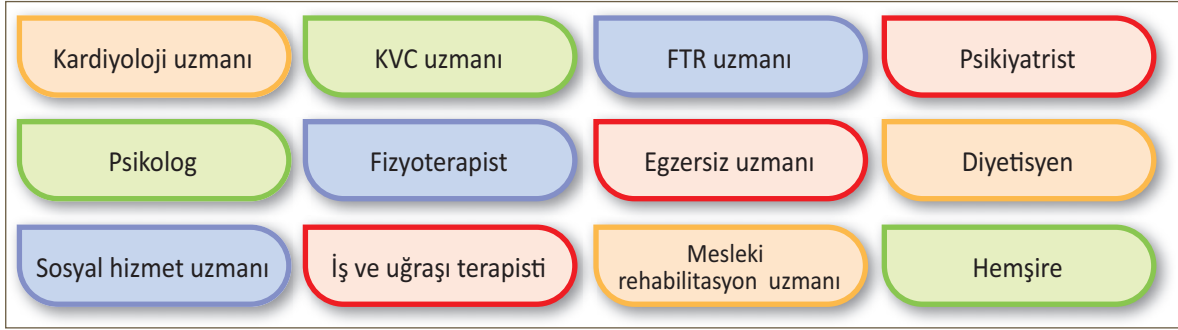 Kardiyoloji uzmanı
KVC uzmanı
FTR uzmanı
Psikiyatrist
Psikolog
Fizyoterapist
Egzersiz uzmanı
Diyetisyen
Sosyal hizmet uzmanı
İş ve uğraşı terapisti
Mesleki
rehabilitasyon uzmanı
Hemşire